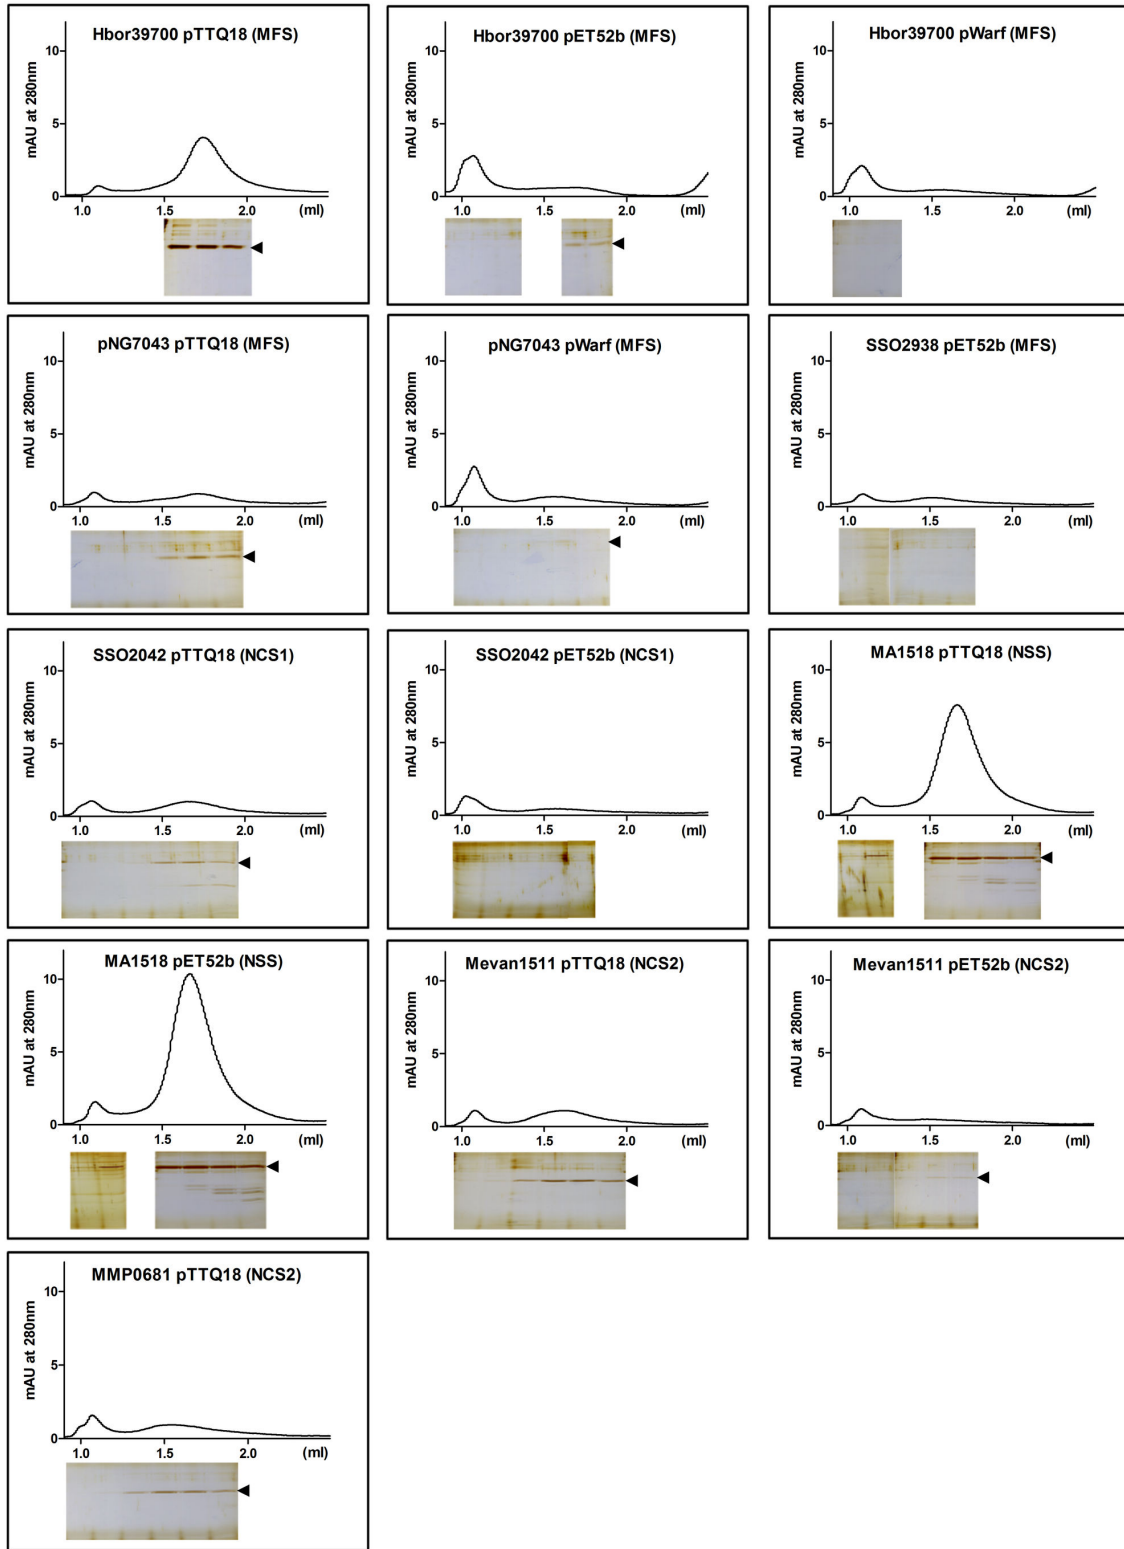 Hbor39700 pTTQ18 (MFS)
mAU at 280nm
10
5
0
1.0 1.5 2.0 (ml)
Hbor39700 pET52b (MFS)
mAU at 280nm
10
5
0
1.0 1.5 2.0 (ml)
Hbor39700 pWarf (MFS)
mAU at 280nm
10
5
0
1.0 1.5 2.0 (ml)
pNG7043 pTTQ18 (MFS)
mAU at 280nm
10
5
0
1.0 1.5 2.0 (ml)
pNG7043 pWarf (MFS)
mAU at 280nm
10
5
0
1.0 1.5 2.0 (ml)
SSO2938 pET52b (MFS)
mAU at 280nm
10
5
0
1.0 1.5 2.0 (ml)
SSO2042 pTTQ18 (NCS1)
mAU at 280nm
10
5
0
1.0 1.5 2.0 (ml)
SSO2042 pET52b (NCS1)
mAU at 280nm
10
5
0
1.0 1.5 2.0 (ml)
MA1518 pTTQ18 (NSS)
mAU at 280nm
10
5
0
1.0 1.5 2.0 (ml)
MA1518 pET52b (NSS)
mAU at 280nm
10
5
0
1.0 1.5 2.0 (ml)
Mevan1511 pTTQ18 (NCS2)
mAU at 280nm
10
5
0
1.0 1.5 2.0 (ml)
Mevan1511 pET52b (NCS2)
mAU at 280nm
10
5
0
1.0 1.5 2.0 (ml)
MMP0681 pTTQ18 (NCS2)
mAU at 280nm
10
5
0
1.0 1.5 2.0 (ml)